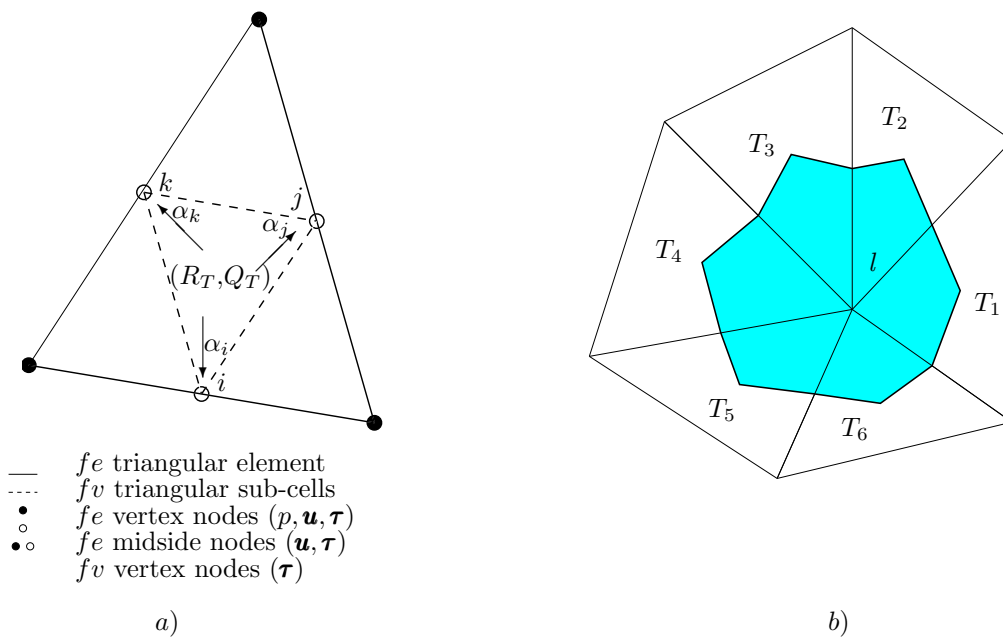 k
j
α_k
α_j
(R_T,Q_T)
α_i
i
fe triangular element
fv triangular sub-cells
fe vertex nodes (p, u, τ)
fe midside nodes (u, τ)
fv vertex nodes (τ)
a)
T_2
T_3
T_4
l
T_1
T_5
T_6
b)